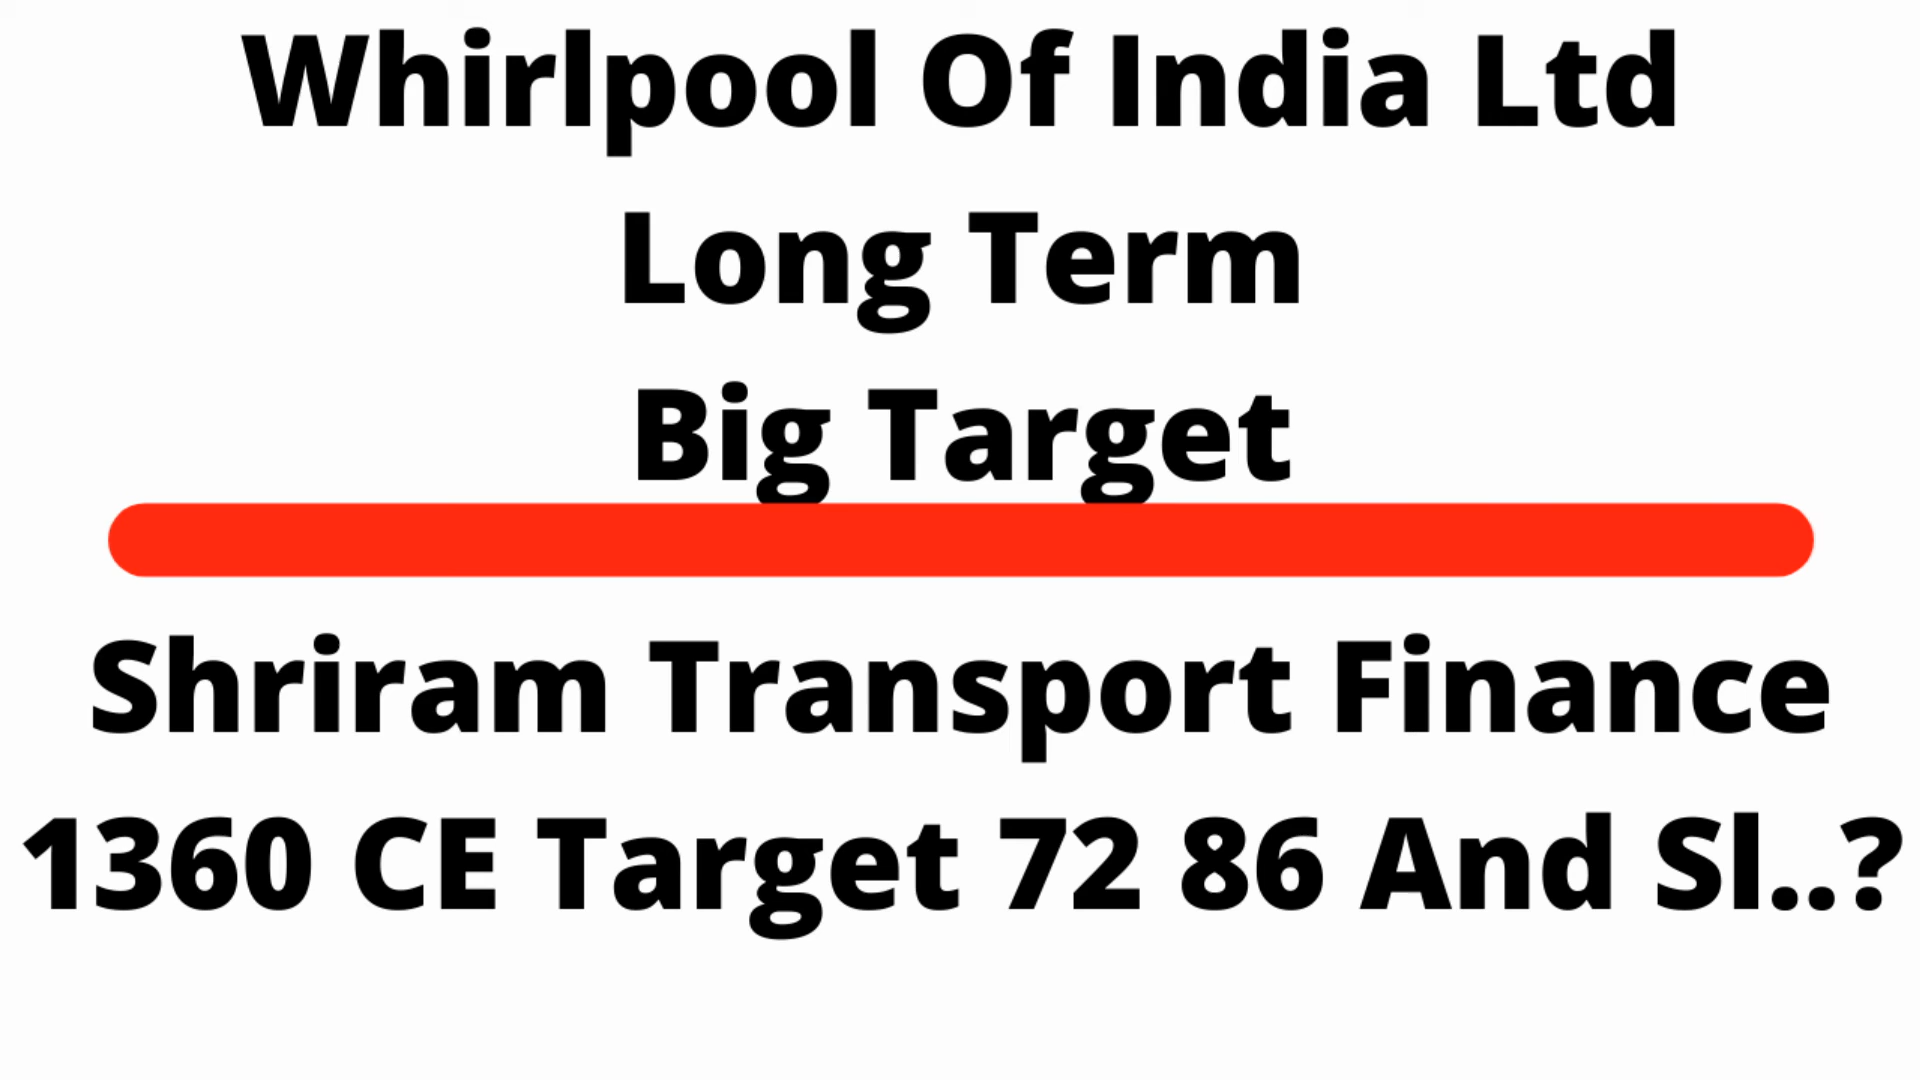 Whirlpool Of India Ltd
Long Term
Big Target
Shriram Transport Finance
1360 CE Target 72 86 And Sl..?